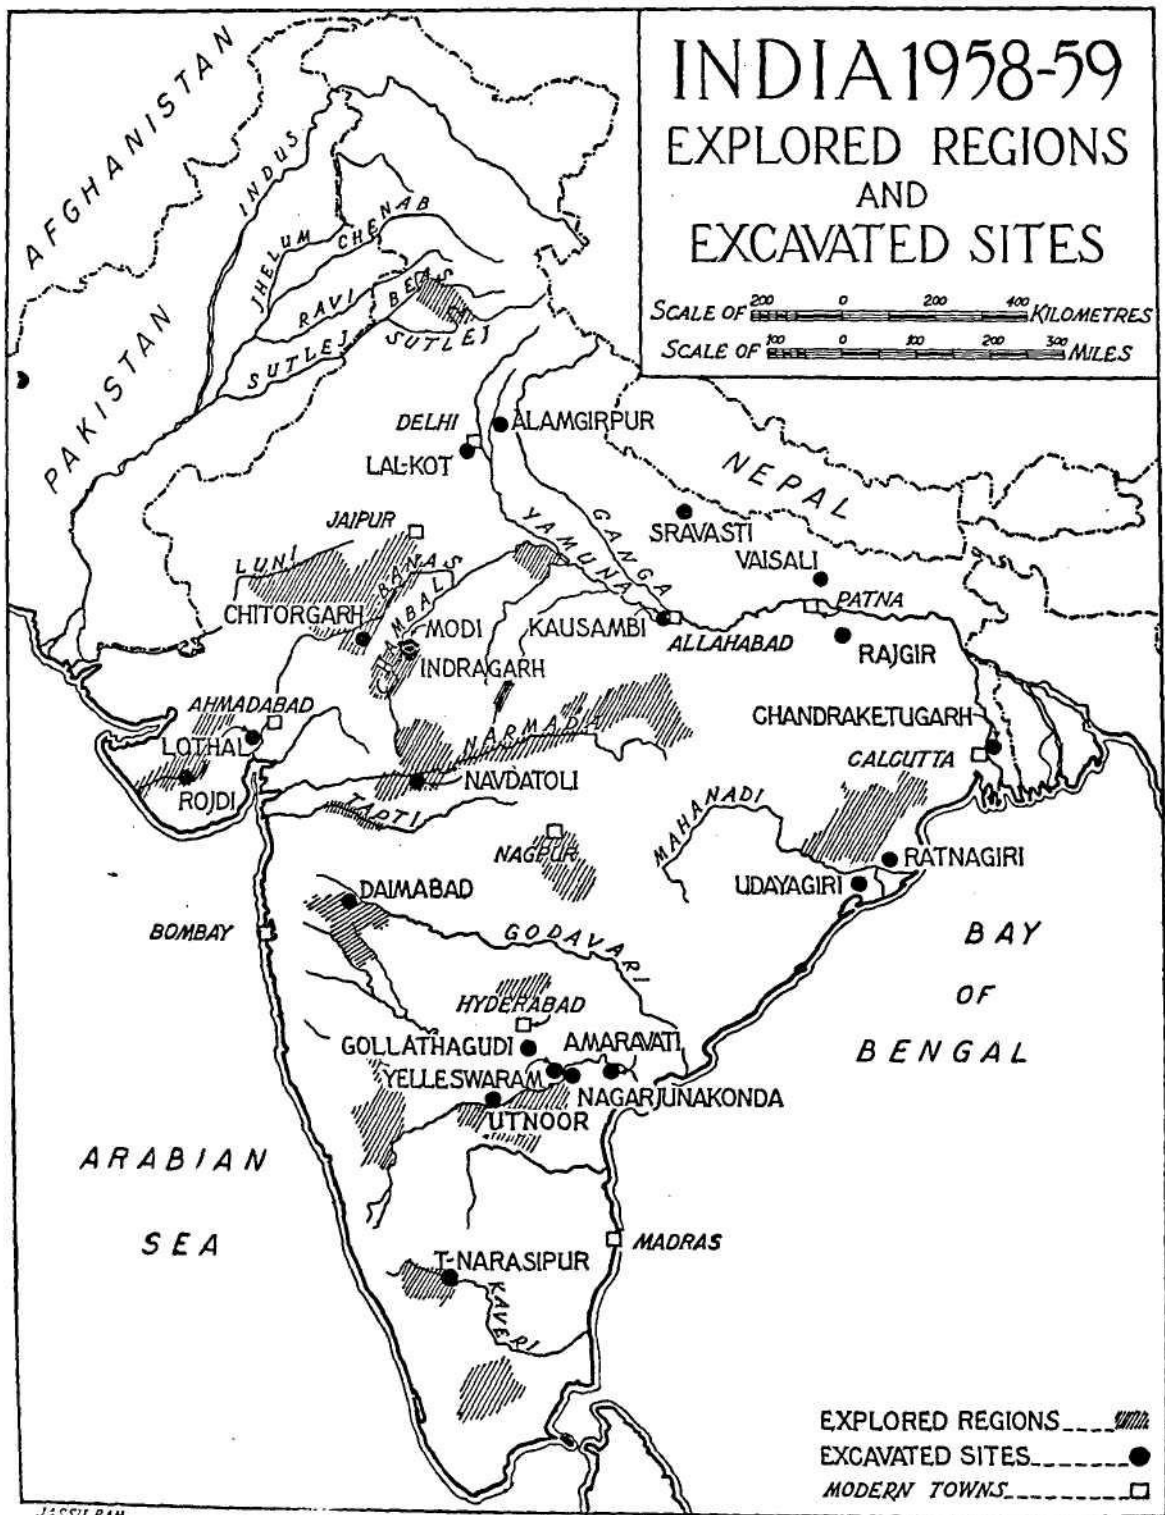 INDIA 1958-59
EXPLORED REGIONS
AND
EXCAVATED SITES
SCALE OF 200 0 200 400 KILOMETRES
SCALE OF 100 0 100 200 300 MILES
AFGHANISTAN
PAKISTAN
INDUS
JHELUM
CHENAB
RAVI
BEAS
SUTLEJ
SUTLEJ
DELHI
ALAMGIRPUR
LAL-KOT
NEPAL
JAIPUR
YAMUNA
GANGA
SRAVASTI
VAISALI
LUNI
BANAS
CHAMBAL
PATNA
CHITORGARH
MODI
KAUSAMBI
ALLAHABAD
RAJGIR
INDRAGARH
AHMADABAD
LOTHAL
NARMADA
CHANDRAKETUGARH
CALCUTTA
ROJDI
NAVDATOLI
TAPTI
MAHANADI
NAGPUR
RATNAGIRI
UDAYAGIRI
DAIMABAD
BOMBAY
GODAVARI
BAY
OF
BENGAL
HYDERABAD
GOLLATHAGUDI
AMARAVATI
YELLESWARAM
NAGARJUNAKONDA
UTNOOR
ARABIAN
SEA
MADRAS
T-NARASIPUR
KAVERI
EXPLORED REGIONS
EXCAVATED SITES
MODERN TOWNS